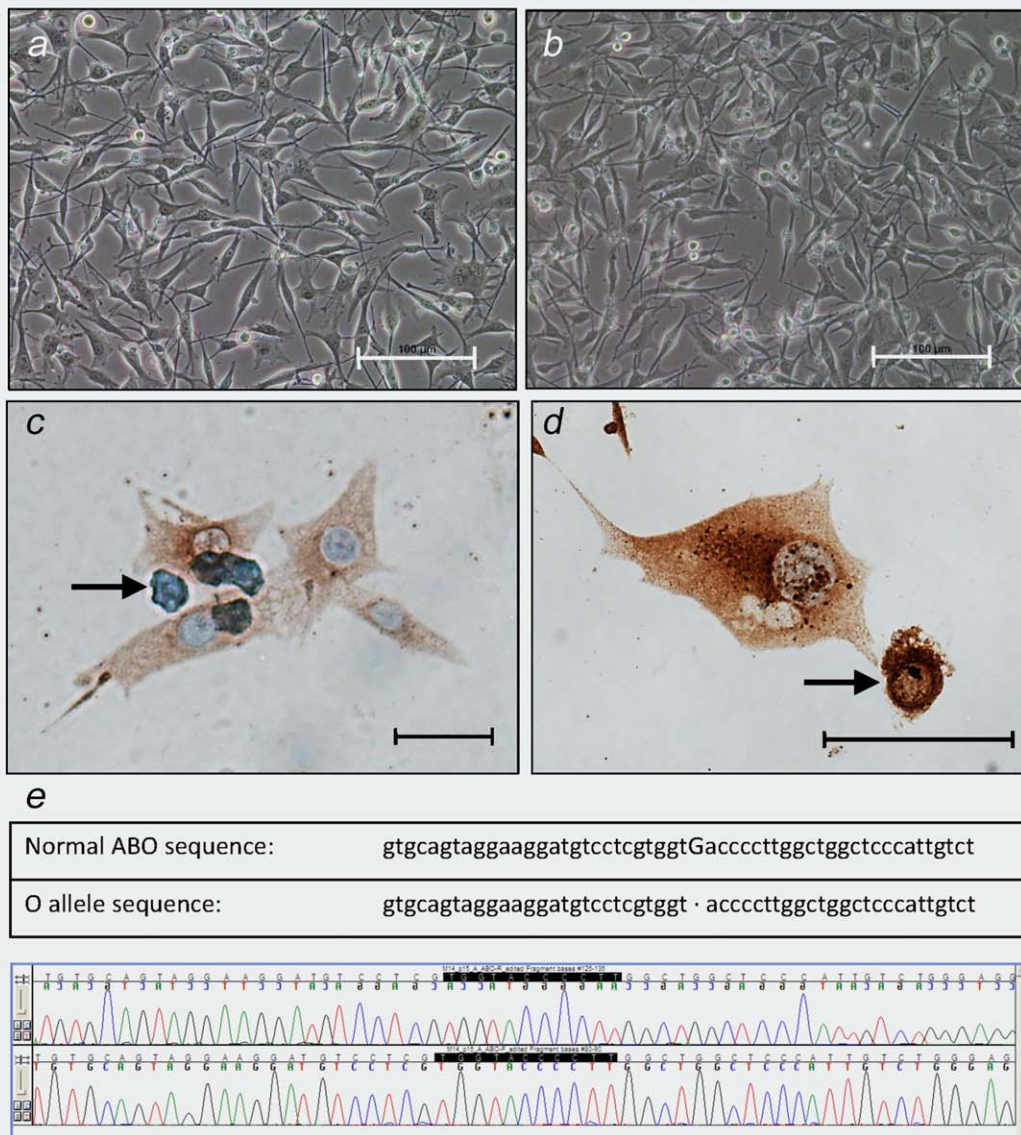 a
b
100 µm
100 µm
c
d
e
Normal ABO sequence: gtgcagtaggaaggatgtcctcgtggtGaccccttggctggctcccattgtct
O allele sequence: gtgcagtaggaaggatgtcctcgtggt · accccttggctggctcccattgtct
T G T G C A G T A G G A A G G A T G T C C T C G T G G T A C C C C T T G G C T G G C T C C C A T T G T C T G G G A G G
T G T G C A G T A G G A A G G A T G T C C T C G T G G T A C C C C T T G G C T G G C T C C C A T T G T C T G G G A G
T G T G C A G T A G G A A G G A T G T C C T C G T G G T A C C C C T T G G C T G G C T C C C A T T G T C T G G G A G